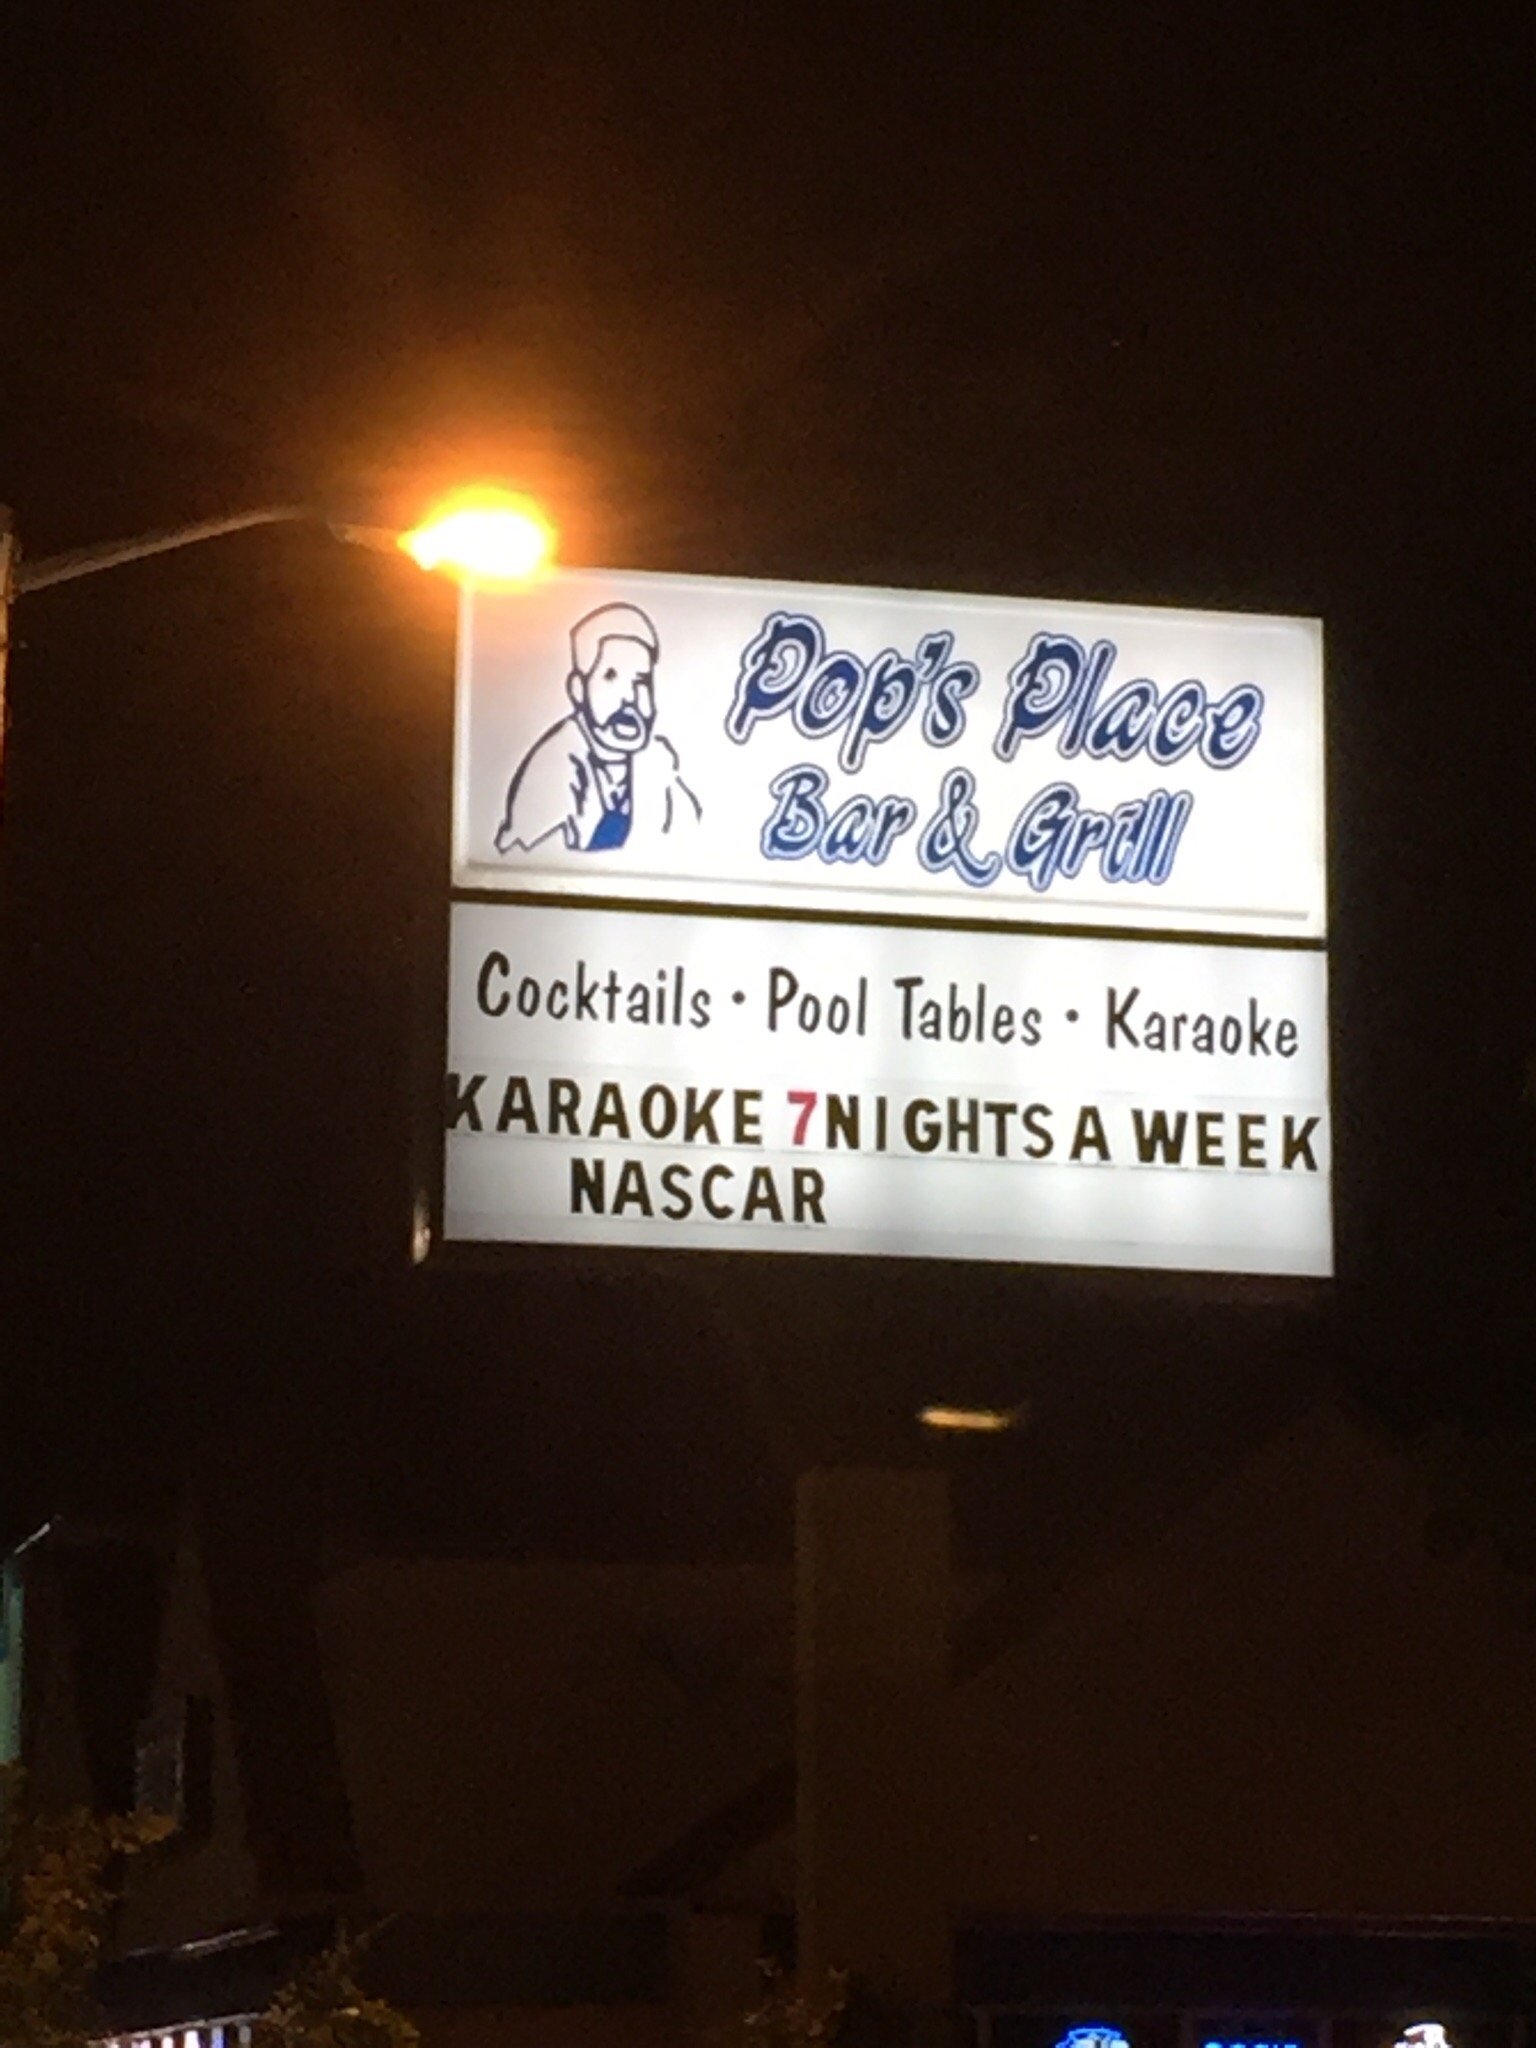 Pop's Place
Bar & Grill
Cocktails · Pool Tables · Karaoke
KARAOKE 7 NIGHTS A WEEK
NASCAR